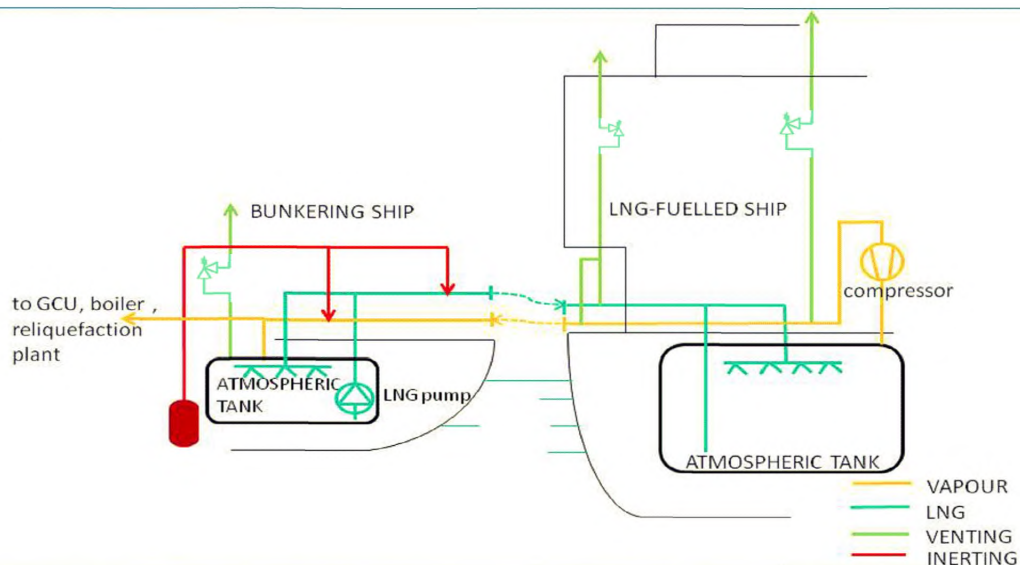 BUNKERING SHIP
LNG-FUELLED SHIP
to GCU, boiler ,
reliquefaction
plant
compressor
ATMOSPHERIC
TANK
LNG pump
ATMOSPHERIC TANK
VAPOUR
LNG
VENTING
INERTING